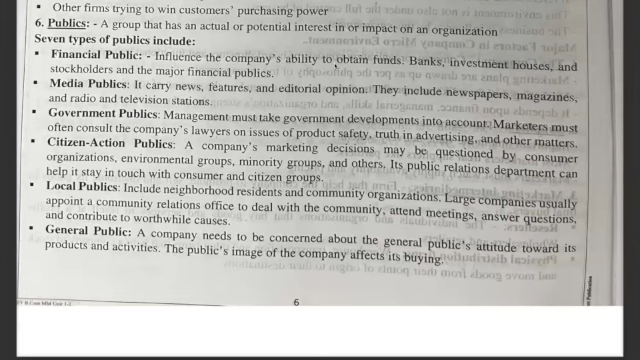 ▪ Other firms trying to win customers' purchasing power
6. Publics: - A group that has an actual or potential interest in or impact on an organization
Seven types of publics include:
▪ Financial Public: - Influence the company's ability to obtain funds. Banks, investment houses, and
stockholders and the major financial publics.
▪ Media Publics: It carry news, features, and editorial opinion. They include newspapers, magazines,
and radio and television stations.
▪ Government Publics: Management must take government developments into account. Marketers must
often consult the company's lawyers on issues of product safety, truth in advertising, and other matters.
▪ Citizen-Action Publics: A company's marketing decisions may be questioned by consumer
organizations, environmental groups, minority groups, and others. Its public relations department can
help it stay in touch with consumer and citizen groups.
▪ Local Publics: Include neighborhood residents and community organizations. Large companies usually
appoint a community relations office to deal with the community, attend meetings, answer questions,
and contribute to worthwhile causes.
▪ General Public: A company needs to be concerned about the general public's attitude toward its
products and activities. The public's image of the company affects its buying.
6